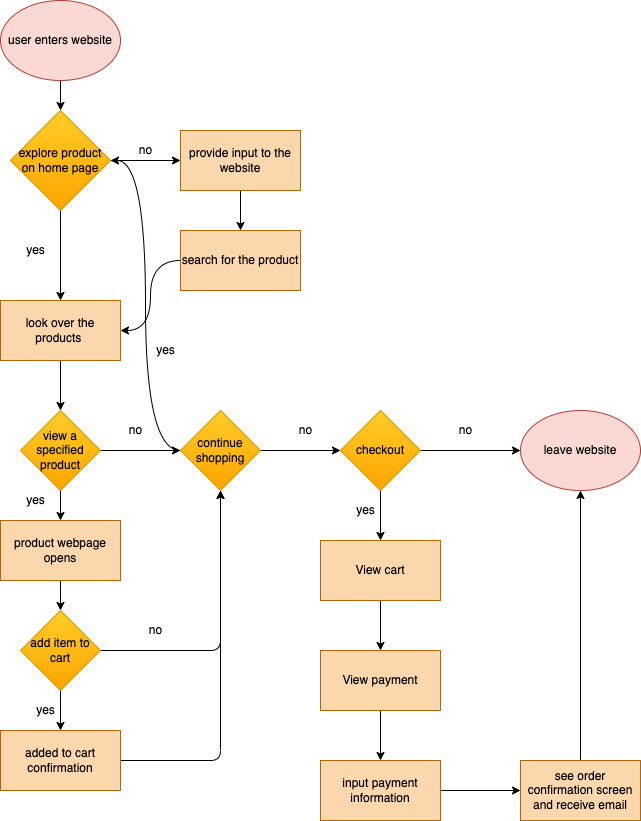 user enters website
explore product
on home page
no
provide input to the
website
yes
search for the product
look over the
products
yes
view a
specified
product
no
continue
shopping
no
checkout
no
leave website
yes
product webpage
opens
yes
View cart
add item to
cart
no
View payment
yes
added to cart
confirmation
input payment
information
see order
confirmation screen
and receive email